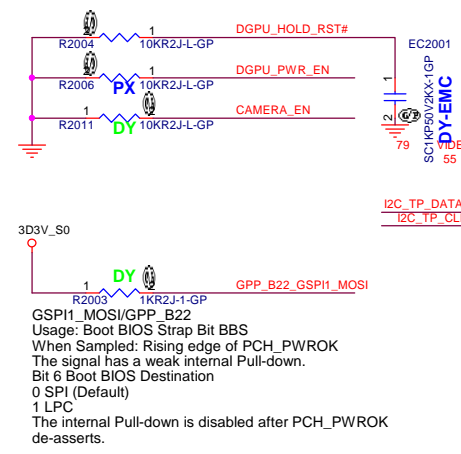 1 DGPU_HOLD_RST#
R2004 10KR2J-L-GP
EC2001
1 DGPU_PWR_EN
R2006 PX 10KR2J-L-GP
1 CAMERA_EN
R2011 DY 10KR2J-L-GP
1
2
SC1KP50V2KX-1GP
DY-EMC
79 VIDE
55
I2C_TP_DATA
I2C_TP_CL
3D3V_S0
DY
1 GPP_B22_GSPI1_MOSI
R2003 1KR2J-1-GP
GSPI1_MOSI/GPP_B22
Usage: Boot BIOS Strap Bit BBS
When Sampled: Rising edge of PCH_PWROK
The signal has a weak internal Pull-down.
Bit 6 Boot BIOS Destination
0 SPI (Default)
1 LPC
The internal Pull-down is disabled after PCH_PWROK
de-asserts.